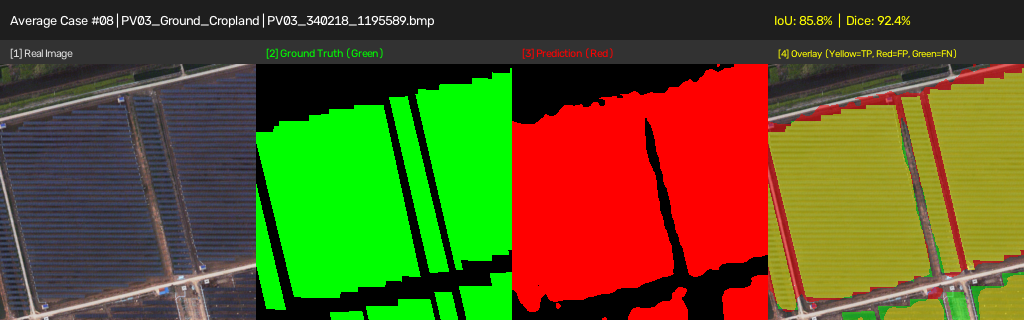 Average Case #08 | PV03_Ground_Cropland | PV03_340218_1195589.bmp
IoU: 85.8% | Dice: 92.4%
[1] Real Image
[2] Ground Truth (Green)
[3] Prediction (Red)
[4] Overlay (Yellow=TP, Red=FP, Green=FN)